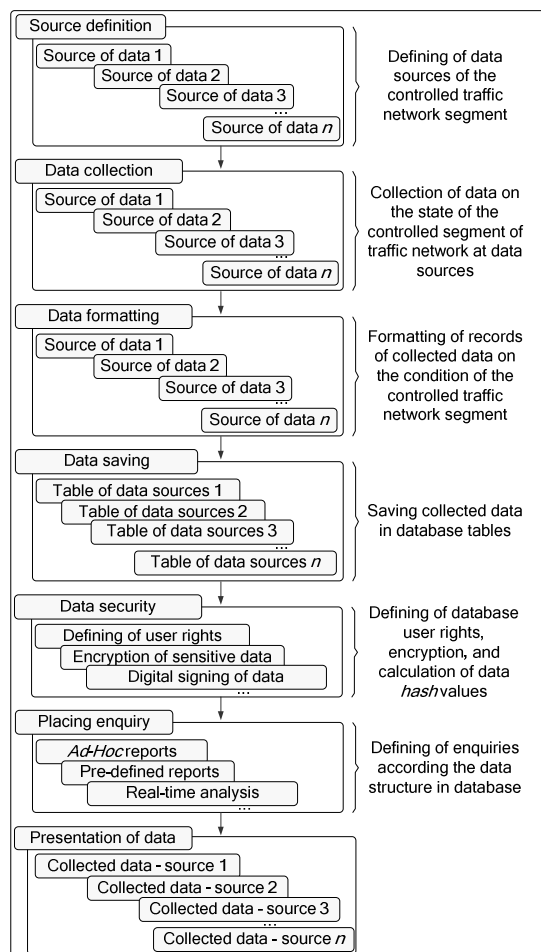 Source definition
Source of data 1
Source of data 2
Source of data 3
...
Source of data n
Defining of data
sources of the
controlled traffic
network segment
Data collection
Source of data 1
Source of data 2
Source of data 3
...
Source of data n
Collection of data on
the state of the
controlled segment of
traffic network at data
sources
Data formatting
Source of data 1
Source of data 2
Source of data 3
...
Source of data n
Formatting of records
of collected data on
the condition of the
controlled traffic
network segment
Data saving
Table of data sources 1
Table of data sources 2
Table of data sources 3
...
Table of data sources n
Saving collected data
in database tables
Data security
Defining of user rights
Encryption of sensitive data
Digital signing of data
...
Defining of database
user rights,
encryption, and
calculation of data
hash values
Placing enquiry
Ad-Hoc reports
Pre-defined reports
Real-time analysis
...
Defining of enquiries
according the data
structure in database
Presentation of data
Collected data - source 1
Collected data - source 2
Collected data - source 3
...
Collected data - source n